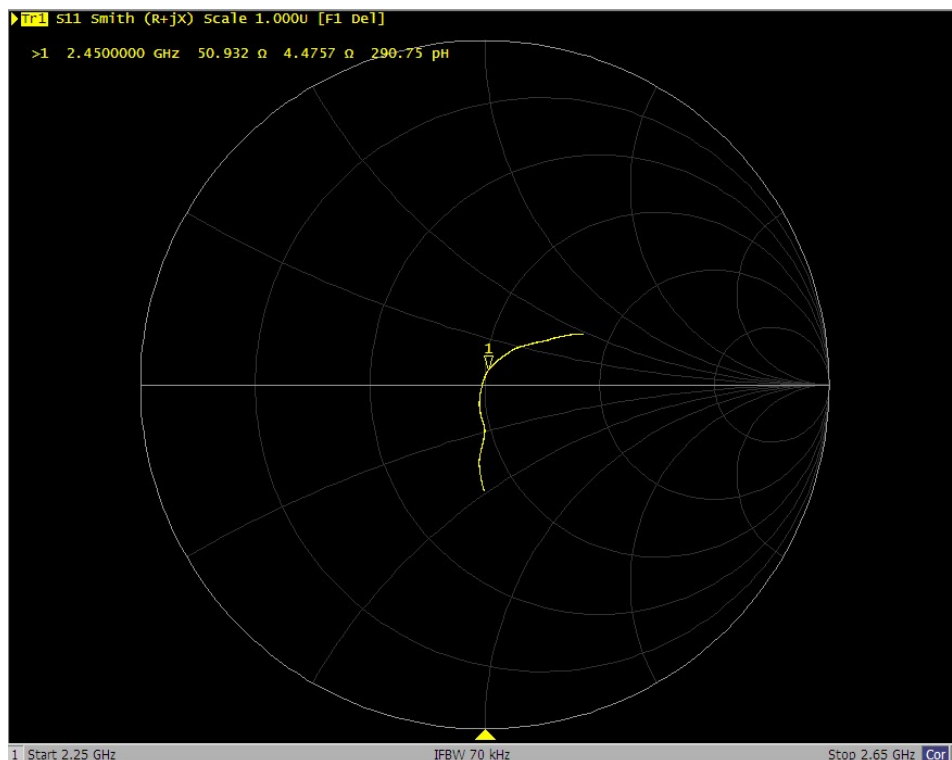 Tr1 S11 Smith (R+jX) Scale 1.000U [F1 Del]
>1 2.4500000 GHz 50.932 Ω 4.4757 Ω 290.75 pH
1
1 Start 2.25 GHz IFBW 70 kHz Stop 2.65 GHz Cor